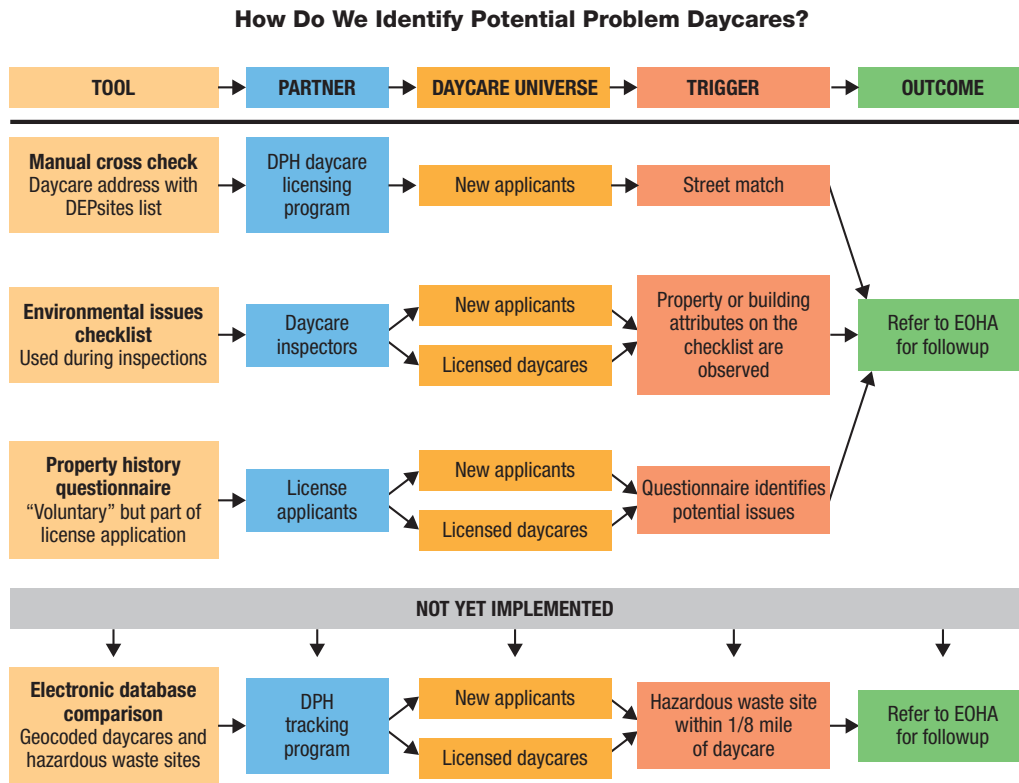 How Do We Identify Potential Problem Daycares?
TOOL
PARTNER
DAYCARE UNIVERSE
TRIGGER
OUTCOME
Manual cross check
Daycare address with
DEPsites list
DPH daycare
licensing
program
New applicants
Street match
Environmental issues
checklist
Used during inspections
Daycare
inspectors
New applicants
Licensed daycares
Property or building
attributes on the
checklist are
observed
Refer to EOHA
for followup
Property history
questionnaire
“Voluntary” but part of
license application
License
applicants
New applicants
Licensed daycares
Questionnaire identifies
potential issues
NOT YET IMPLEMENTED
Electronic database
comparison
Geocoded daycares and
hazardous waste sites
DPH
tracking
program
New applicants
Licensed daycares
Hazardous waste site
within 1/8 mile
of daycare
Refer to EOHA
for followup